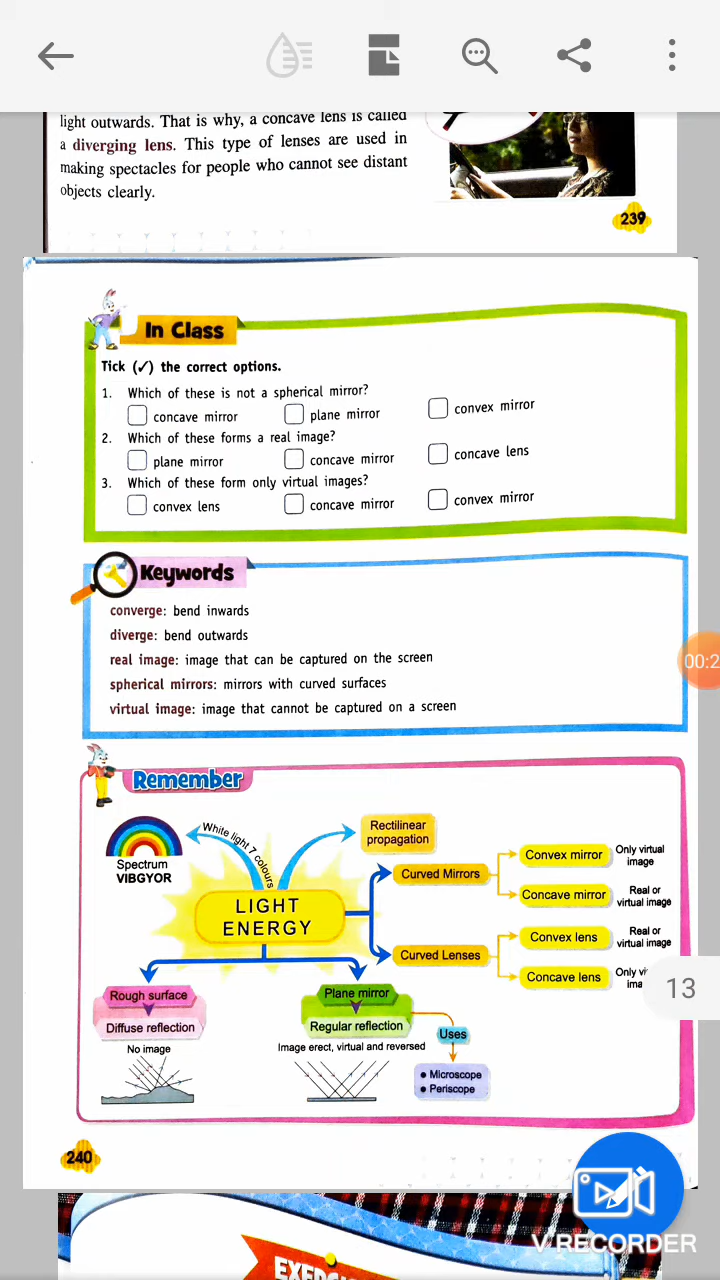 light outwards. That is why, a concave lens is called
a diverging lens. This type of lenses are used in
making spectacles for people who cannot see distant
objects clearly.
239
In Class
Tick (✓) the correct options.
1. Which of these is not a spherical mirror?
concave mirror plane mirror convex mirror
2. Which of these forms a real image?
plane mirror concave mirror concave lens
3. Which of these form only virtual images?
convex lens concave mirror convex mirror
Keywords
converge: bend inwards
diverge: bend outwards
real image: image that can be captured on the screen
00:2
spherical mirrors: mirrors with curved surfaces
virtual image: image that cannot be captured on a screen
Remember
White light 7 colours
Spectrum
VIBGYOR
Rectilinear
propagation
LIGHT
ENERGY
Curved Mirrors
Convex mirror
Only virtual
image
Concave mirror
Real or
virtual image
Curved Lenses
Convex lens
Real or
virtual image
Concave lens
Only
13
Rough surface
Diffuse reflection
No image
Plane mirror
Regular reflection
Image erect, virtual and reversed
Uses
• Microscope
• Periscope
240
V RECORDER